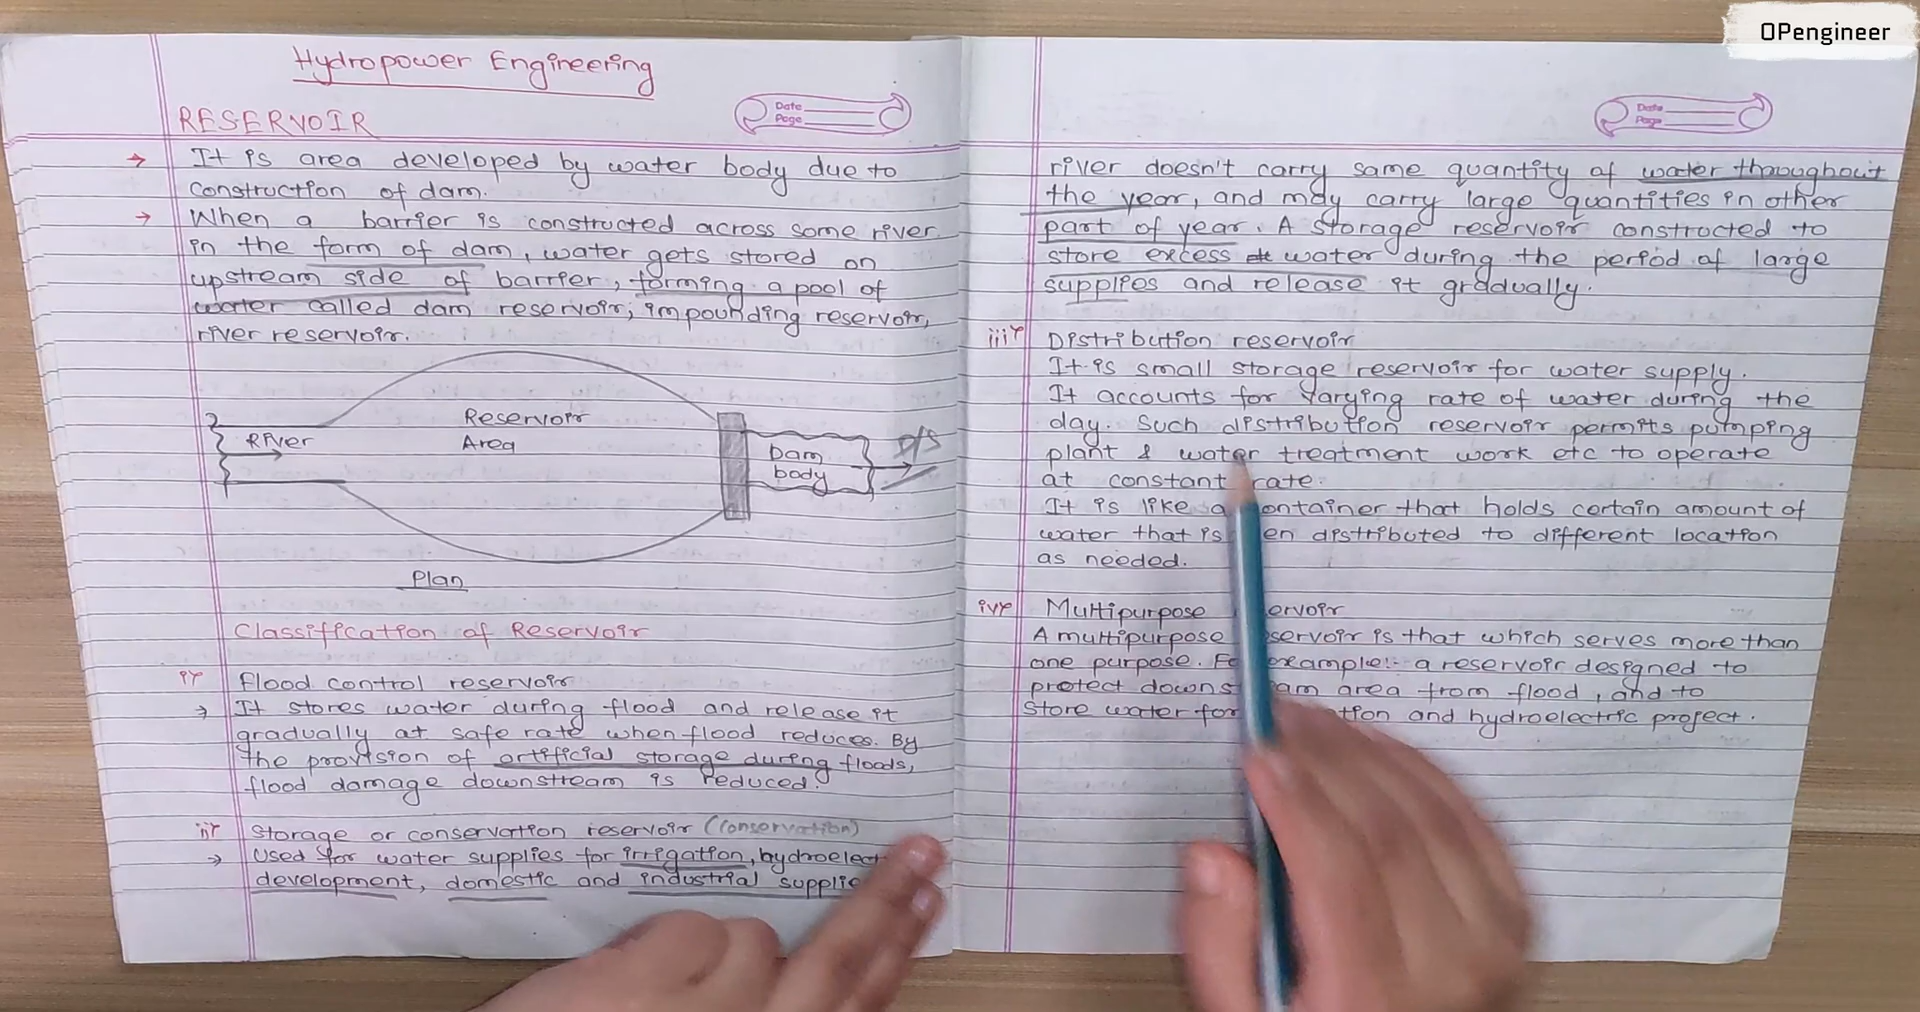 OPengineer
Hydropower Engineering
RESERVOIR
Date
Page
→ It is area developed by water body due to
construction of dam.
→ When a barrier is constructed across some river
in the form of dam, water gets stored on
upstream side of barrier, forming a pool of
water called dam reservoir, impounding reservoir,
river reservoir.
River
Reservoir
Area
Dam
body
D/S
Plan
Classification of Reservoir
i) Flood control reservoir
→ It stores water during flood and release it
gradually at safe rate when flood reduces. By
the provision of artificial storage during floods,
flood damage downstream is reduced.
ii) Storage or conservation reservoir (conservation)
→ Used for water supplies for irrigation, hydroelect
development, domestic and industrial supplie
Date
Page
river doesn't carry same quantity of water throughout
the year, and may carry large quantities in other
part of year. A storage reservoir constructed to
store excess water during the period of large
supplies and release it gradually.
iii) Distribution reservoir
It is small storage reservoir for water supply.
It accounts for varying rate of water during the
day. Such distribution reservoir permits pumping
plant & water treatment work etc to operate
at constant rate.
It is like a ontainer that holds certain amount of
water that is en distributed to different location
as needed.
iv) Multipurpose ervoir
A multipurpose servoir is that which serves more than
one purpose. Fo example:- a reservoir designed to
protect downs am area from flood, and to
store water for tion and hydroelectric project.